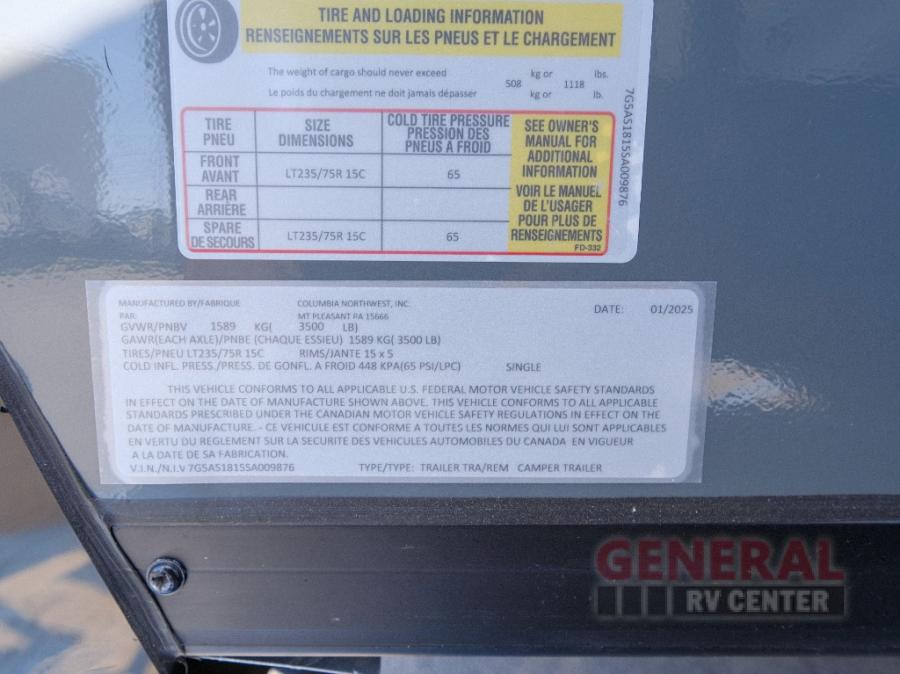 TIRE AND LOADING INFORMATION
RENSEIGNEMENTS SUR LES PNEUS ET LE CHARGEMENT
The weight of cargo should never exceed 508 kg or 1118 lbs.
Le poids du chargement ne doit jamais dépasser kg or lb.
TIRE PNEU SIZE DIMENSIONS COLD TIRE PRESSURE PRESSION DES PNEUS A FROID
FRONT AVANT LT235/75R 15C 65
REAR ARRIÈRE
SPARE DE SECOURS LT235/75R 15C 65
SEE OWNER'S
MANUAL FOR
ADDITIONAL
INFORMATION
VOIR LE MANUEL
DE L'USAGER
POUR PLUS DE
RENSEIGNEMENTS
FD-332
7G5A51815SA009876
MANUFACTURED BY/FABRIQUE COLUMBIA NORTHWEST, INC. DATE: 01/2025
PAR: MT PLEASANT PA 15666
GVWR/PNBV 1589 KG( 3500 LB)
GAWR(EACH AXLE)/PNBE (CHAQUE ESSIEU) 1589 KG( 3500 LB)
TIRES/PNEU LT235/75R 15C RIMS/JANTE 15 x 5
COLD INFL. PRESS./PRESS. DE GONFL. A FROID 448 KPA(65 PSI/LPC) SINGLE
THIS VEHICLE CONFORMS TO ALL APPLICABLE U.S. FEDERAL MOTOR VEHICLE SAFETY STANDARDS
IN EFFECT ON THE DATE OF MANUFACTURE SHOWN ABOVE. THIS VEHICLE CONFORMS TO ALL APPLICABLE
STANDARDS PRESCRIBED UNDER THE CANADIAN MOTOR VEHICLE SAFETY REGULATIONS IN EFFECT ON THE
DATE OF MANUFACTURE. - CE VEHICULE EST CONFORME A TOUTES LES NORMES QUI LUI SONT APPLICABLES
EN VERTU DU REGLEMENT SUR LA SECURITE DES VEHICULES AUTOMOBILES DU CANADA EN VIGUEUR
A LA DATE DE SA FABRICATION.
V.I.N./N.I.V 7G5A51815SA009876 TYPE/TYPE: TRAILER TRA/REM CAMPER TRAILER
GENERAL
RV CENTER